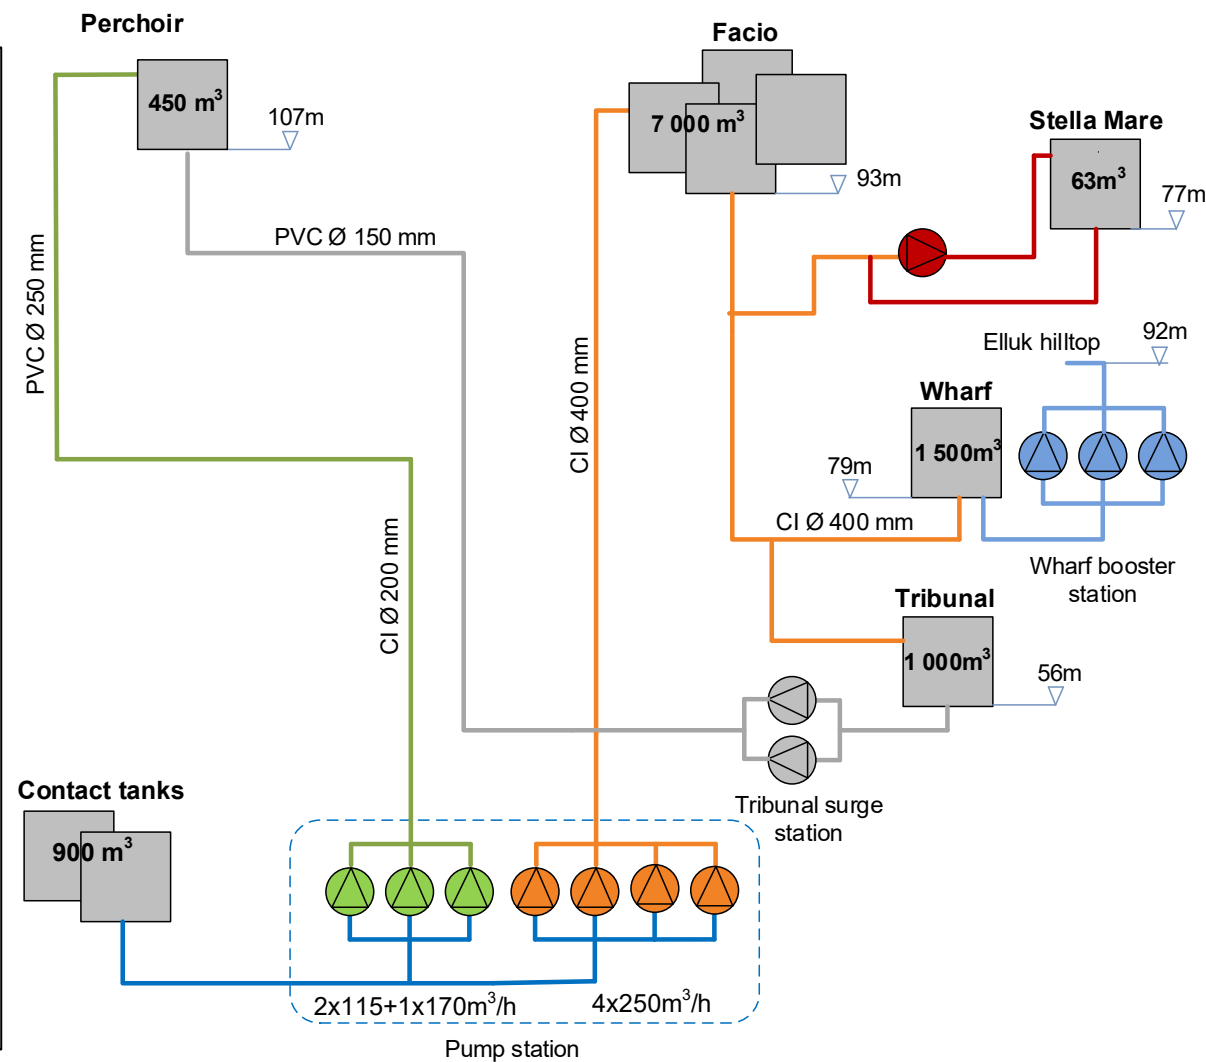 Perchoir
450 m³
107m
PVC Ø 150 mm
PVC Ø 250 mm
CI Ø 200 mm
Facio
7 000 m³
93m
CI Ø 400 mm
Stella Mare
63m³
77m
Elluk hilltop
92m
Wharf
1 500m³
79m
CI Ø 400 mm
Wharf booster
station
Tribunal
1 000m³
56m
Tribunal surge
station
Contact tanks
900 m³
2x115+1x170m³/h
4x250m³/h
Pump station